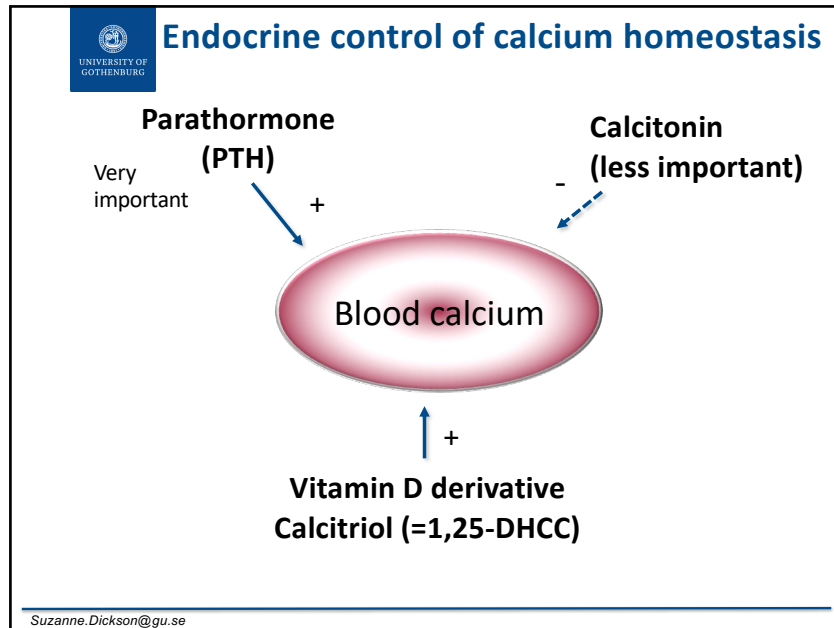 UNIVERSITY OF
GOTHENBURG
Endocrine control of calcium homeostasis
Parathormone
(PTH)
Very
important
+
Calcitonin
(less important)
-
Blood calcium
+
Vitamin D derivative
Calcitriol (=1,25-DHCC)
Suzanne.Dickson@gu.se